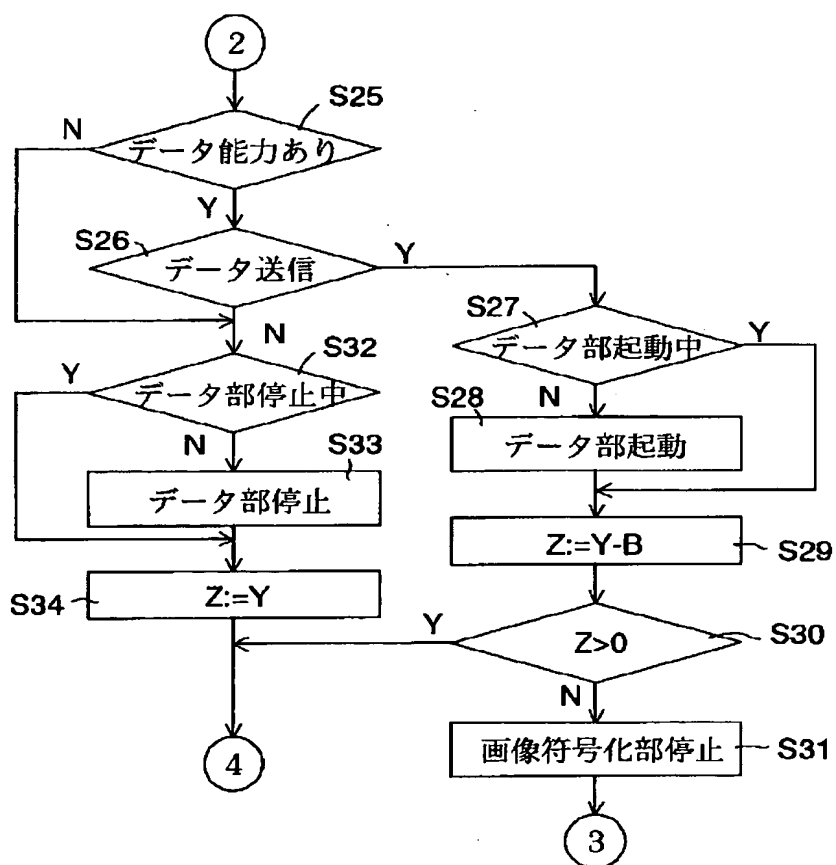 2
S25
N
データ能力あり
Y
S26
データ送信
Y
N
S27
データ部起動中
Y
S32
Y
データ部停止中
N
S28
データ部起動
N
S33
データ部停止
Z:=Y-B
S29
S34
Z:=Y
Y
Z>0
S30
N
画像符号化部停止
S31
4
3